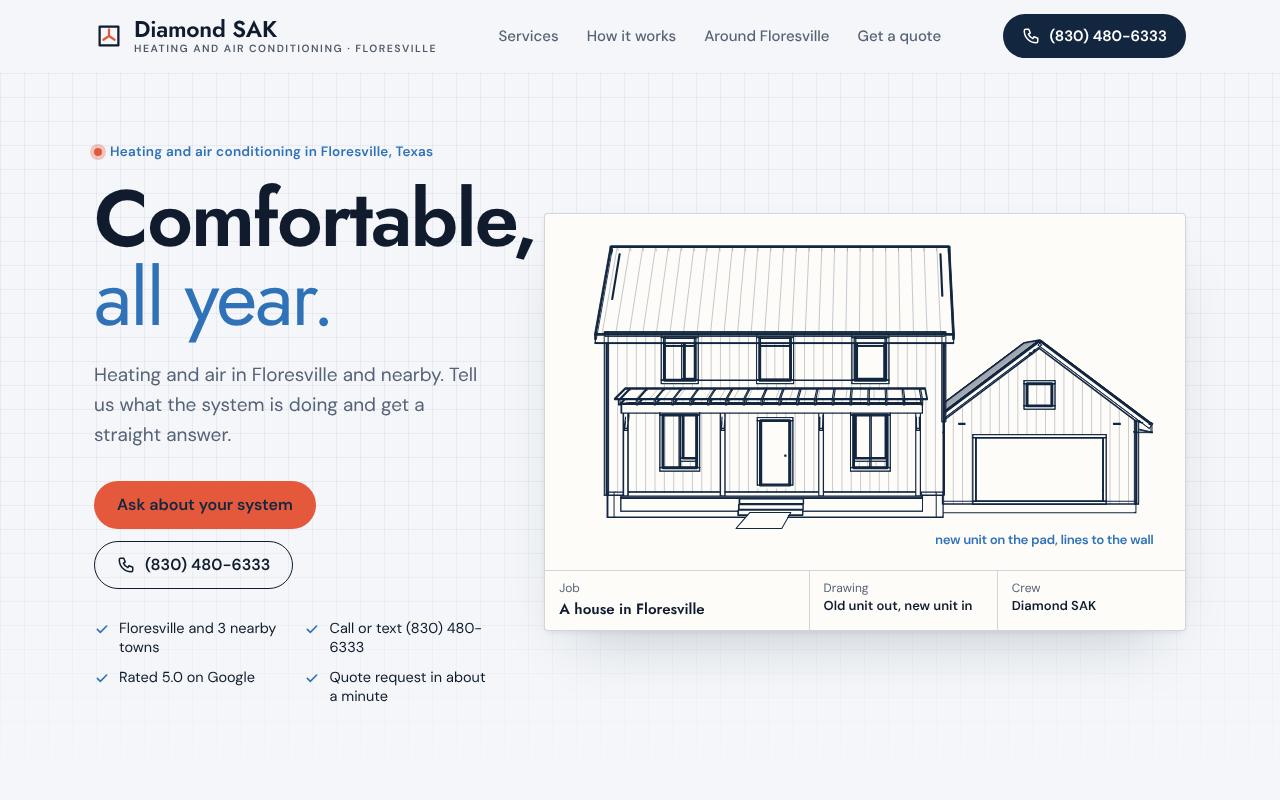 Diamond SAK
HEATING AND AIR CONDITIONING · FLORESVILLE
Services
How it works
Around Floresville
Get a quote
(830) 480-6333
Heating and air conditioning in Floresville, Texas
Comfortable,
all year.
Heating and air in Floresville and nearby. Tell
us what the system is doing and get a
straight answer.
Ask about your system
(830) 480-6333
Floresville and 3 nearby
towns
Call or text (830) 480-
6333
Rated 5.0 on Google
Quote request in about
a minute
new unit on the pad, lines to the wall
Job
A house in Floresville
Drawing
Old unit out, new unit in
Crew
Diamond SAK